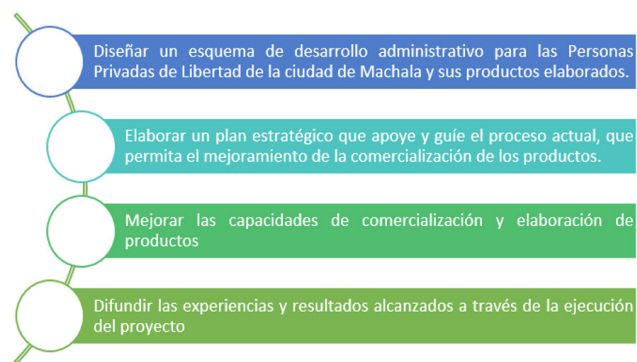 Diseñar un esquema de desarrollo administrativo para las Personas
Privadas de Libertad de la ciudad de Machala y sus productos elaborados.
Elaborar un plan estratégico que apoye y guíe el proceso actual, que
permita el mejoramiento de la comercialización de los productos.
Mejorar las capacidades de comercialización y elaboración de
productos
Difundir las experiencias y resultados alcanzados a través de la ejecución
del proyecto